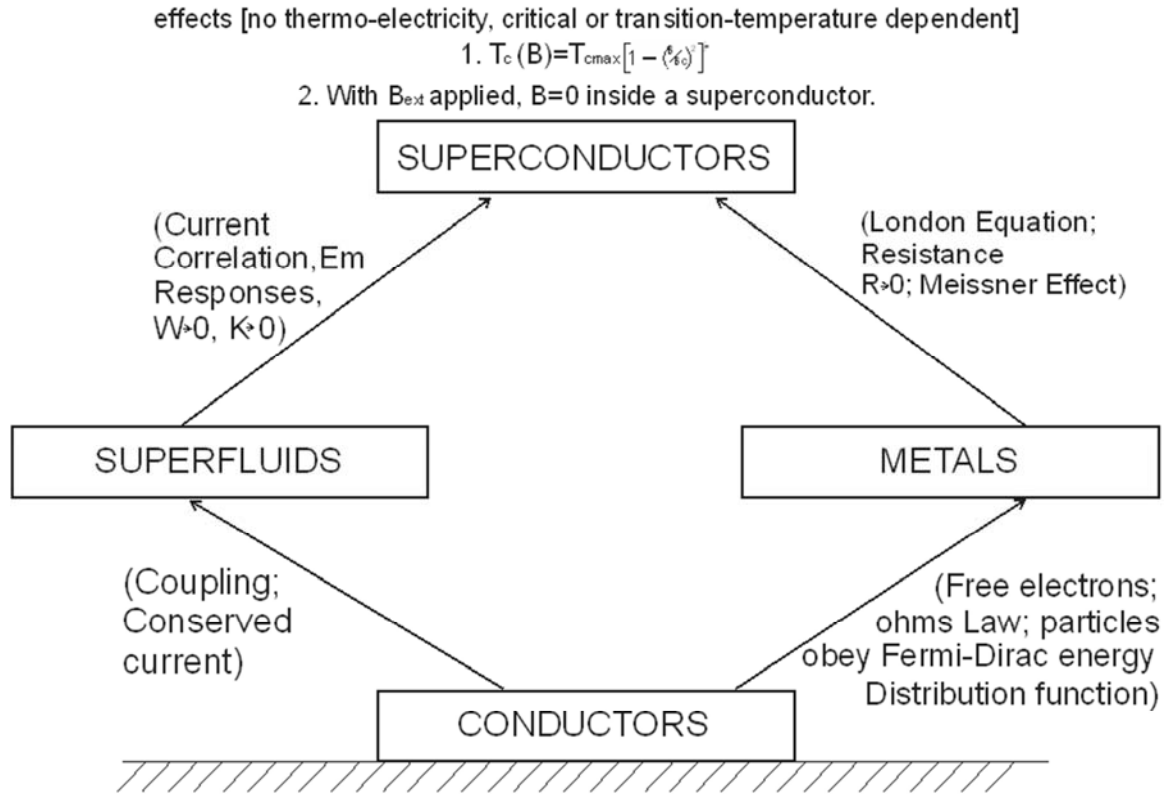 effects [no thermo-electricity, critical or transition-temperature dependent]
1. Tc (B)=Tcmax[1 − (B/Bc)²]
2. With Bext applied, B=0 inside a superconductor.
SUPERCONDUCTORS
(Current
Correlation,Em
Responses,
W→0, K→0)
(London Equation;
Resistance
R→0; Meissner Effect)
SUPERFLUIDS
METALS
(Coupling;
Conserved
current)
(Free electrons;
ohms Law; particles
obey Fermi-Dirac energy
Distribution function)
CONDUCTORS